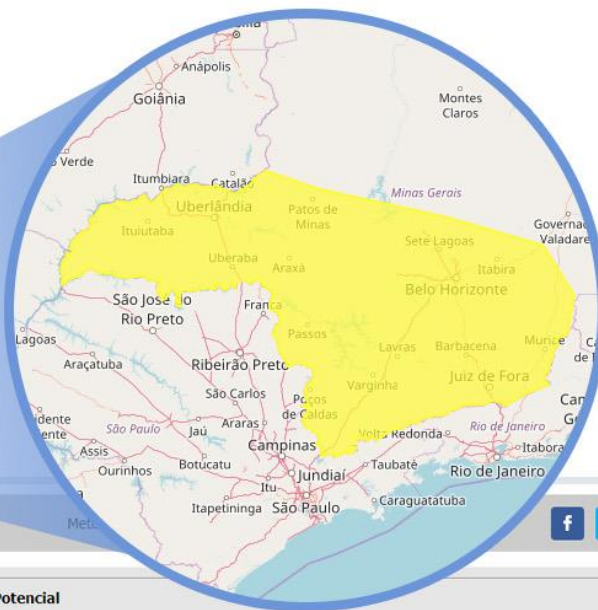 Anápolis
Goiânia
Montes
Claros
Verde
Itumbiara
Catalão
Minas Gerais
Uberlândia
Patos de
Minas
Ituiutaba
Sete Lagoas
Uberaba
Araxá
Itabira
Belo Horizonte
São José do
Rio Preto
Franca
Lagoas
Passos
Lavras
Barbacena
Araçatuba
Ribeirão Preto
Varginha
Juiz de Fora
São Carlos
Poços
de Caldas
São Paulo
Jaú
Araras
Volta Redonda
Rio de Janeiro
Assis
Campinas
Ourinhos
Botucatu
Jundiaí
Taubaté
Rio de Janeiro
Itu
Itapetininga
São Paulo
Caraguatatuba
f
Potencial